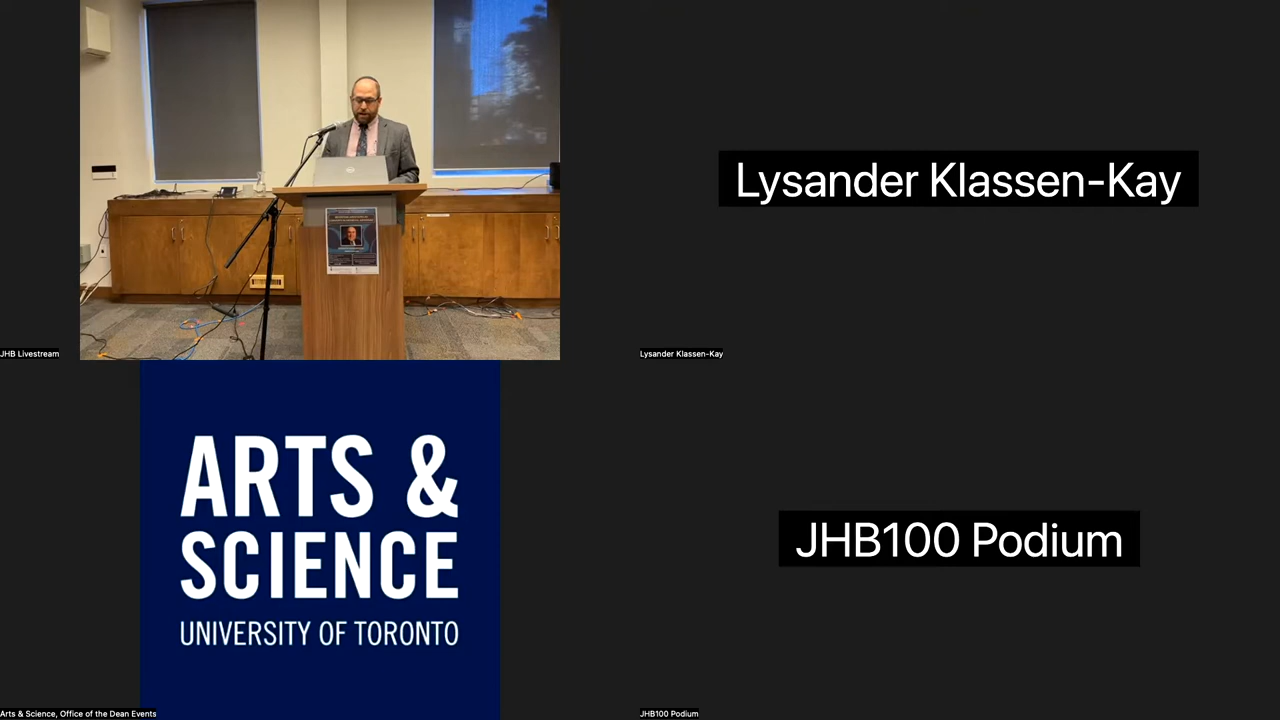 JHB Livestream
Lysander Klassen-Kay
Lysander Klassen-Kay
ARTS &
SCIENCE
UNIVERSITY OF TORONTO
Arts & Science, Office of the Dean Events
JHB100 Podium
JHB100 Podium